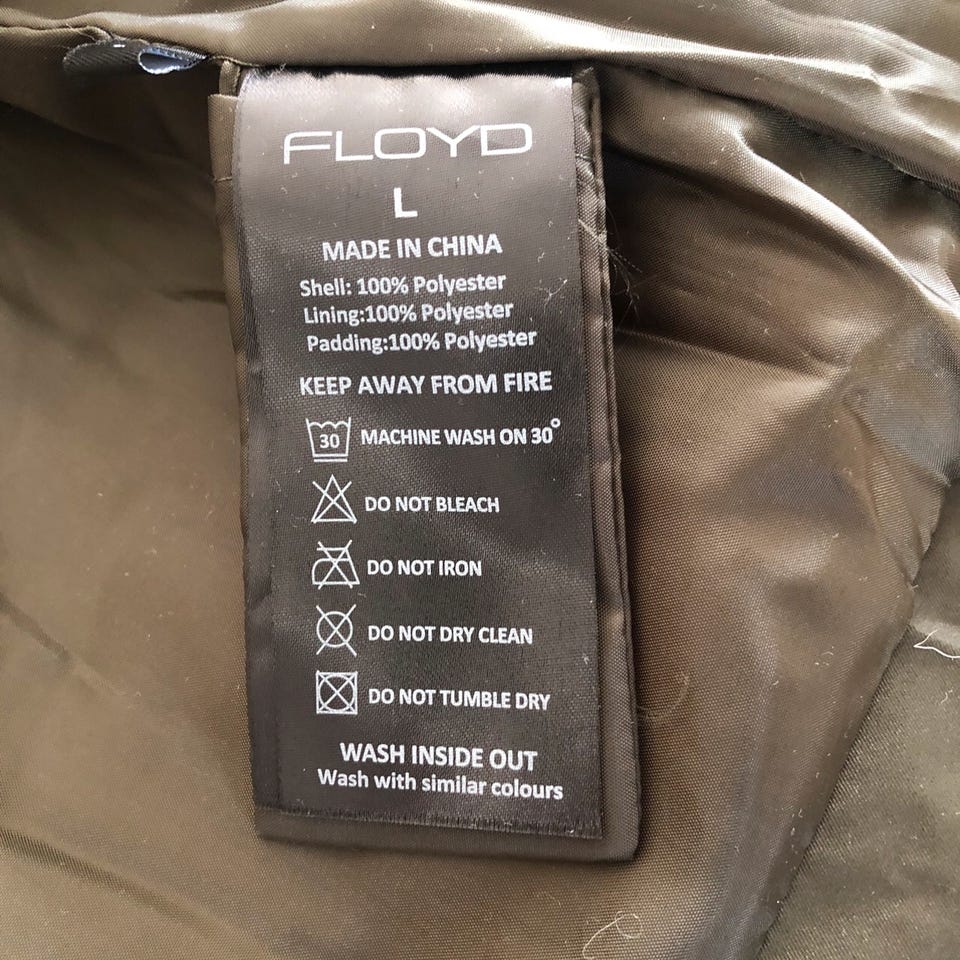 FLOYD
L
MADE IN CHINA
Shell: 100% Polyester
Lining:100% Polyester
Padding:100% Polyester
KEEP AWAY FROM FIRE
30 MACHINE WASH ON 30°
DO NOT BLEACH
DO NOT IRON
DO NOT DRY CLEAN
DO NOT TUMBLE DRY
WASH INSIDE OUT
Wash with similar colours